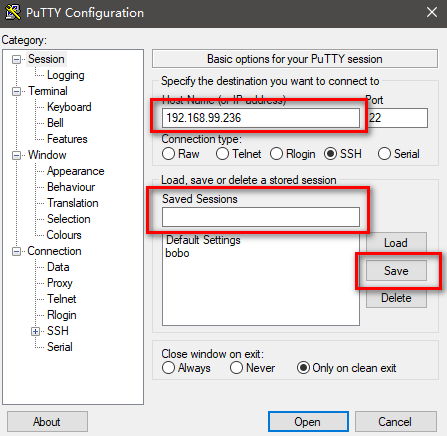 PuTTY Configuration
Category:
Session
Logging
Terminal
Keyboard
Bell
Features
Window
Appearance
Behaviour
Translation
Selection
Colours
Connection
Data
Proxy
Telnet
Rlogin
SSH
Serial
Basic options for your PuTTY session
Specify the destination you want to connect to
Host Name (or IP address) Port
192.168.99.236 22
Connection type:
Raw Telnet Rlogin SSH Serial
Load, save or delete a stored session
Saved Sessions
Default Settings
bobo
Load
Save
Delete
Close window on exit:
Always Never Only on clean exit
About Open Cancel